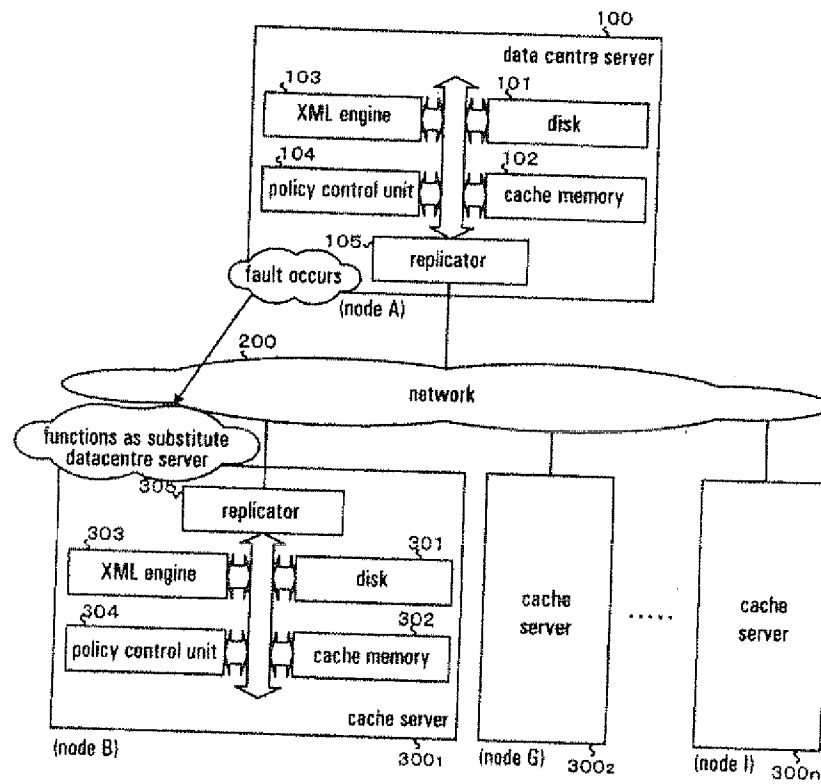 100
data centre server
103
101
XML engine
disk
104
102
policy control unit
cache memory
105
replicator
fault occurs
(node A)
200
network
functions as substitute
datacentre server
305
replicator
303
301
XML engine
disk
304
302
policy control unit
cache memory
cache server
(node B)
300₁
cache
server
(node G)
300₂
.....
cache
server
(node I)
300n